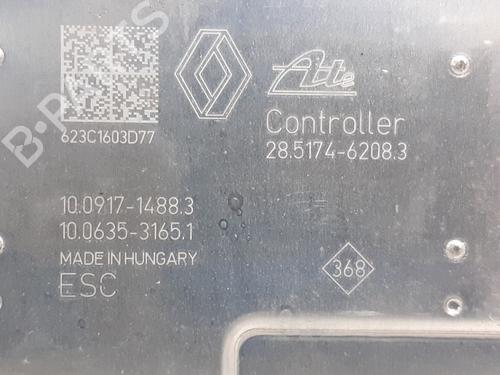 Ate
623C1603D77
Controller
28.5174-6208.3
10.0917-1488.3
10.0635-3165.1
MADE IN HUNGARY
ESC
368
B-PARTS